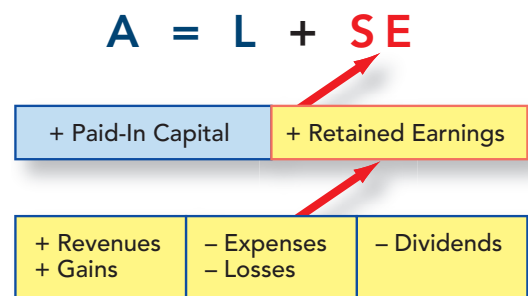 A = L + SE
+ Paid-In Capital + Retained Earnings
+ Revenues – Expenses – Dividends
+ Gains – Losses